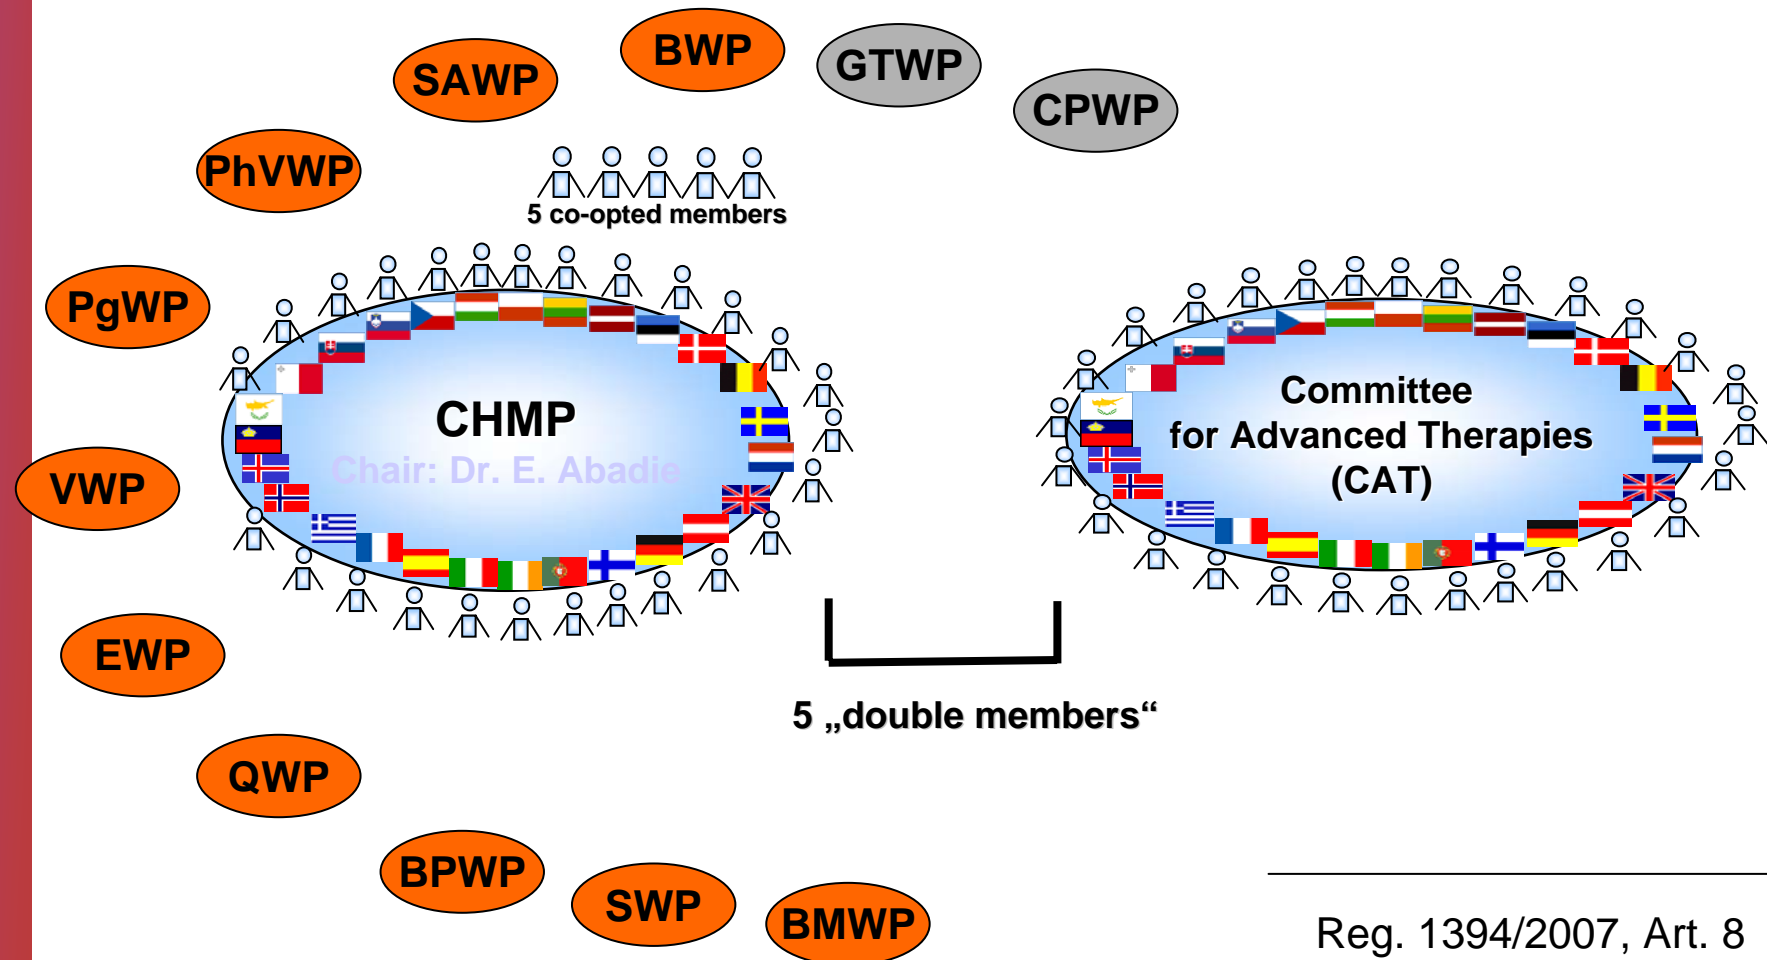 BWP
GTWP
SAWP
CPWP
PhVWP
5 co-opted members
PgWP
CHMP
Chair: Dr. E. Abadie
Committee
for Advanced Therapies
(CAT)
VWP
EWP
5 „double members“
QWP
BPWP
SWP
BMWP
Reg. 1394/2007, Art. 8